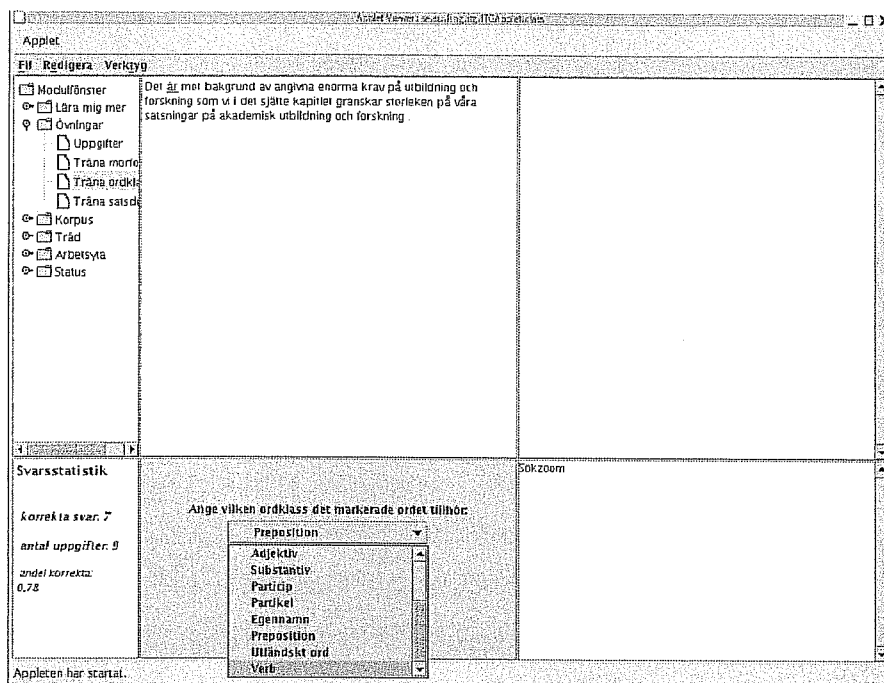 Applet
Fil Redigera Verktyg
Modulfönster
Lära mig mer
Övningar
Uppgifter
Träna morfo
Träna ordkla
Träna satsde
Korpus
Träd
Arbetsyta
Status
Det är mot bakgrund av angivna enorma krav på utbildning och
forskning som vi i det sjätte kapitlet granskar storleken på våra
satsningar på akademisk utbildning och forskning .
Svarsstatistik
korrekta svar: 7
antal uppgifter: 9
andel korrekta:
0.78
Ange vilken ordklass det markerade ordet tillhör:
Preposition
Adjektiv
Substantiv
Particip
Partikel
Egennamn
Preposition
Utländskt ord
Verb
Sökzoom
Appleten har startat.